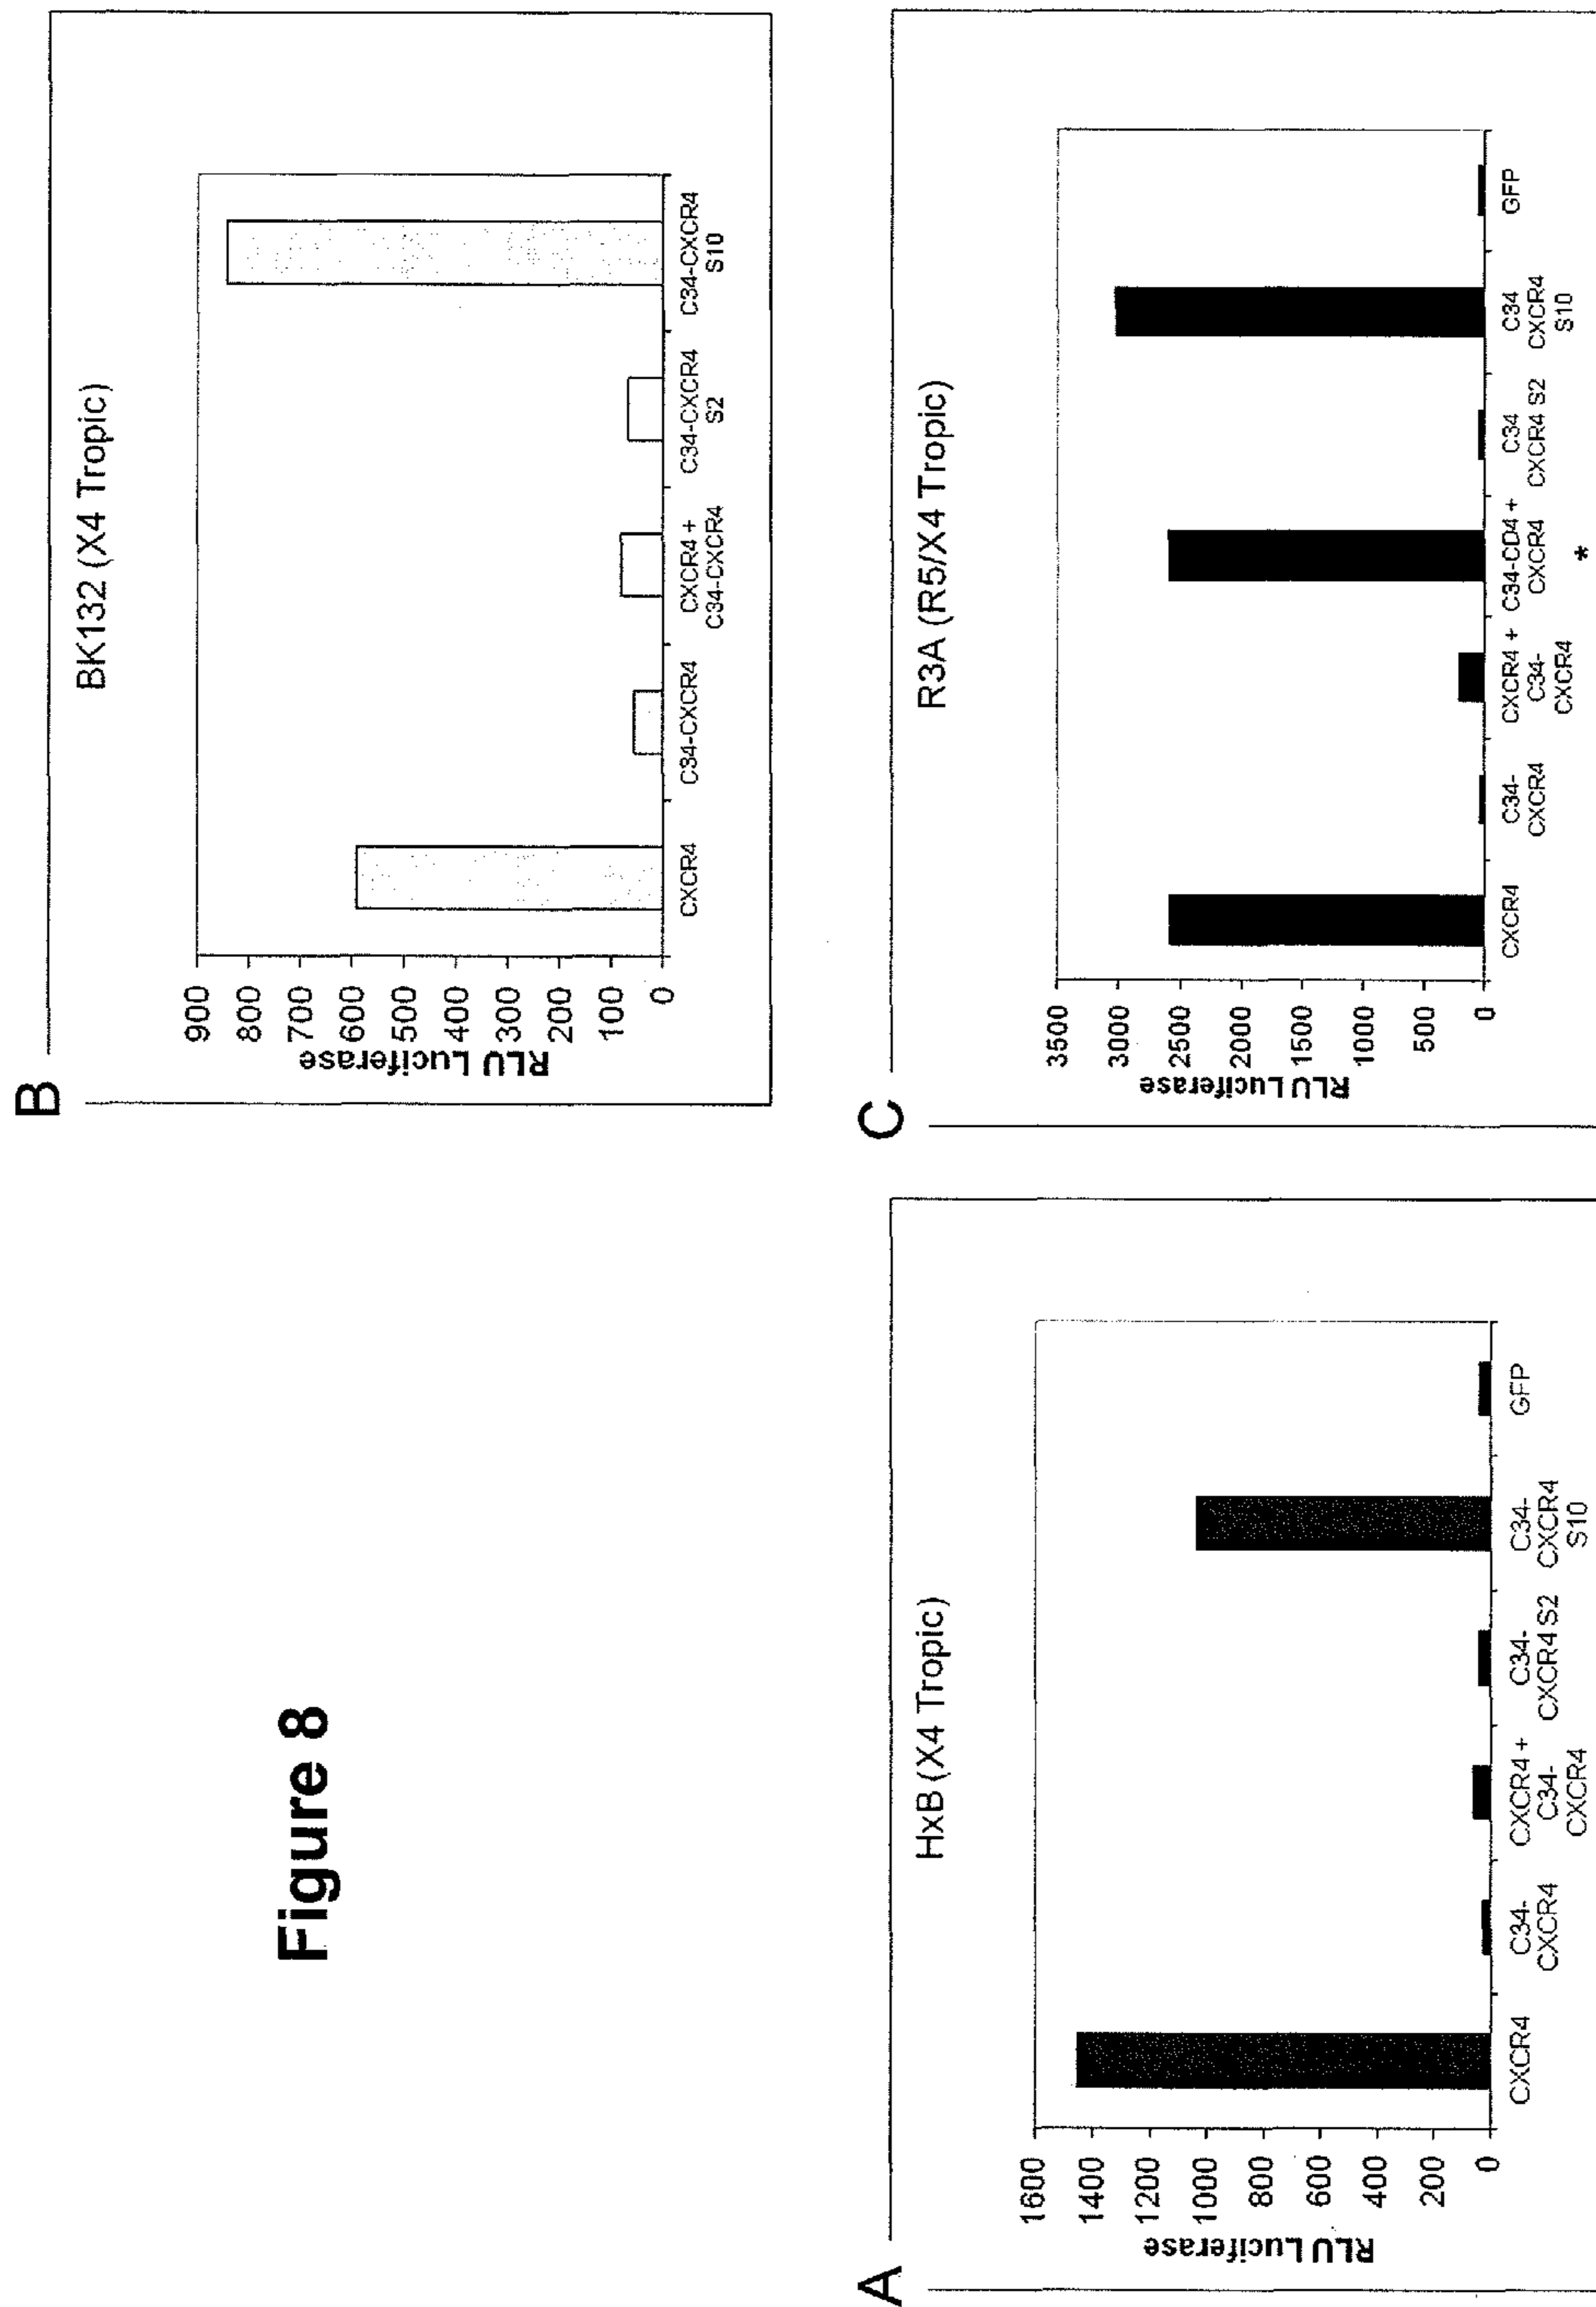 Figure 8
A
HxB (X4 Tropic)
RLU Luciferase
1600
1400
1200
1000
800
600
400
200
0
CXCR4
C34-
CXCR4
CXCR4 +
C34-
CXCR4
C34-
CXCR4 S2
C34-
CXCR4
S10
GFP
B
BK132 (X4 Tropic)
RLU Luciferase
900
800
700
600
500
400
300
200
100
0
CXCR4
C34-CXCR4
CXCR4 +
C34-CXCR4
C34-CXCR4
S2
C34-CXCR4
S10
C
R3A (R5/X4 Tropic)
RLU Luciferase
3500
3000
2500
2000
1500
1000
500
0
CXCR4
C34-
CXCR4
CXCR4 +
C34-
CXCR4
C34-CD4 +
CXCR4
*
C34
CXCR4 S2
C34
CXCR4
S10
GFP